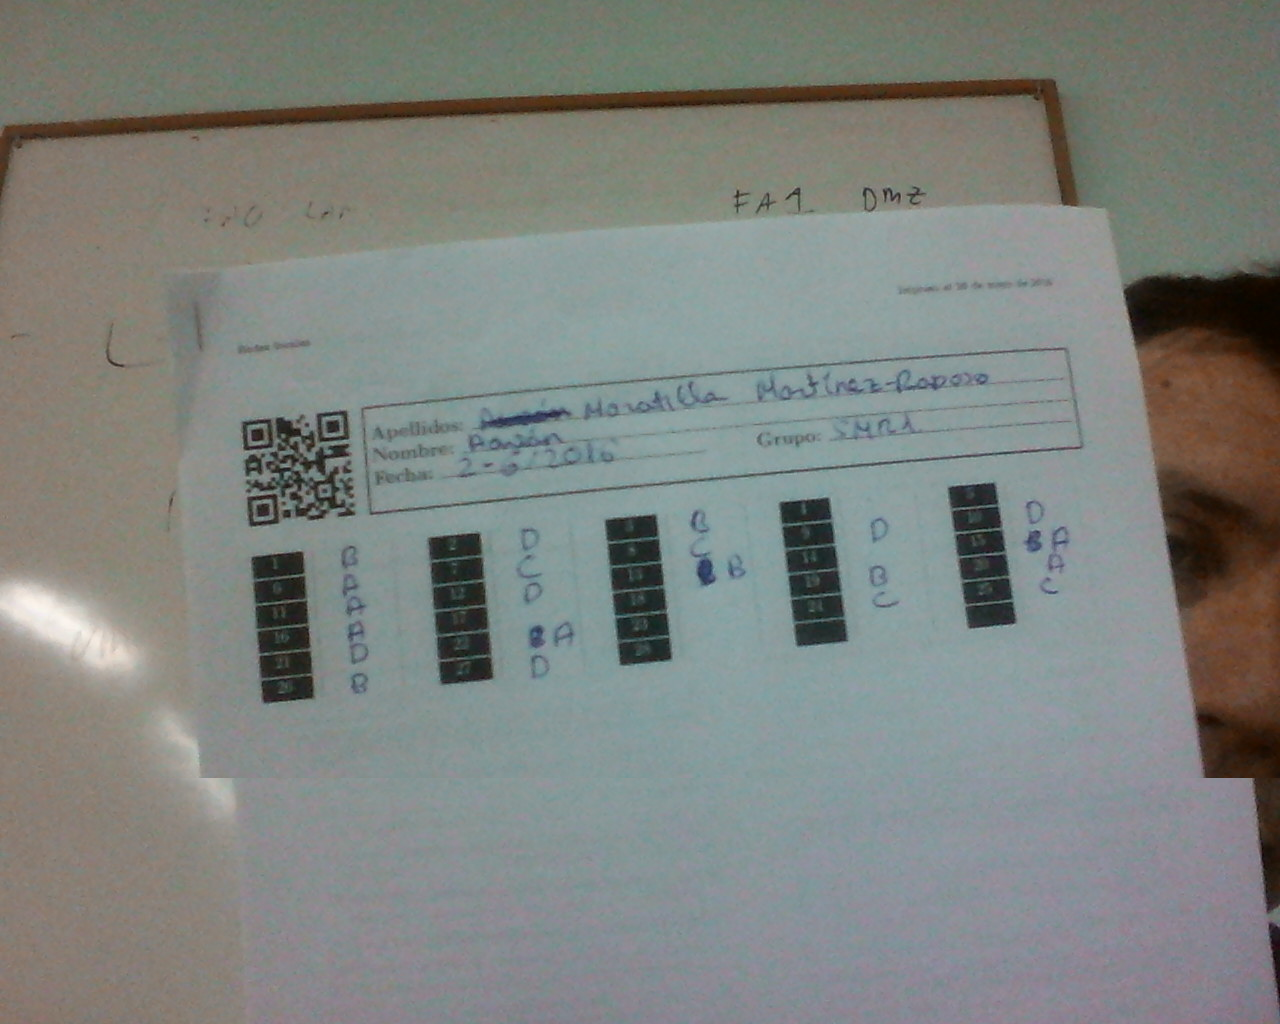 FA1 DMZ
Impreso el 30 de mayo de 2016
Redes locales
Apellidos: Moratilla Martínez-Raposo
Nombre: Román
Fecha: 2-6/2016 Grupo: SMR1
1 B 2 D 3 B 4 5
6 A 7 C 8 C 9 D 10 D
11 A 12 D 13 B 14 15 A
16 A 17 18 19 B 20 A
21 D 22 A 23 24 C 25 C
26 B 27 D 28